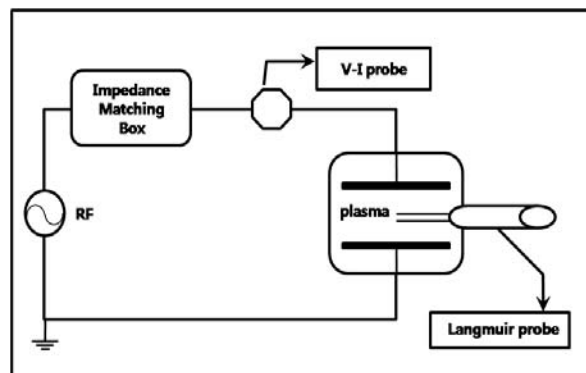 V-I probe
Impedance
Matching
Box
RF
plasma
Langmuir probe